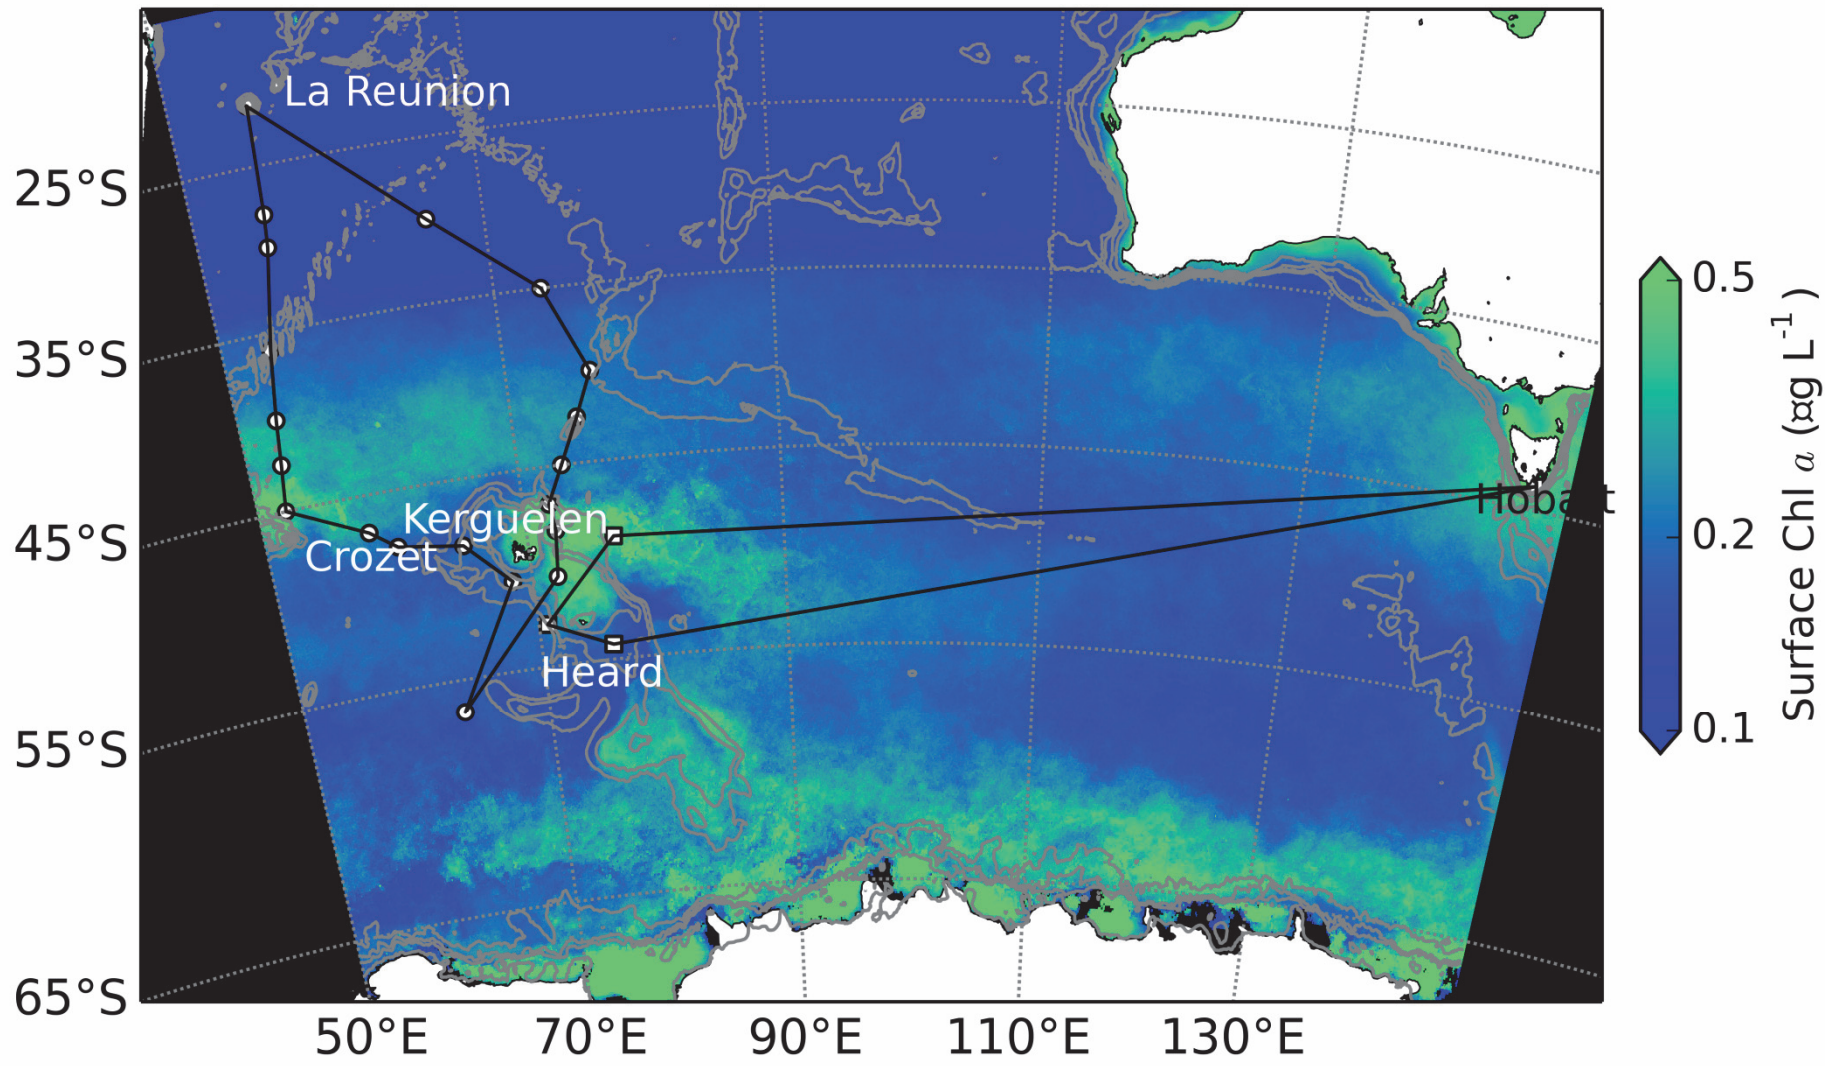 La Reunion
25°S
35°S
45°S
55°S
65°S
Kerguelen
Crozet
Heard
Hobart
50°E
70°E
90°E
110°E
130°E
0.5
0.2
0.1
Surface Chl a (¤g L⁻¹)